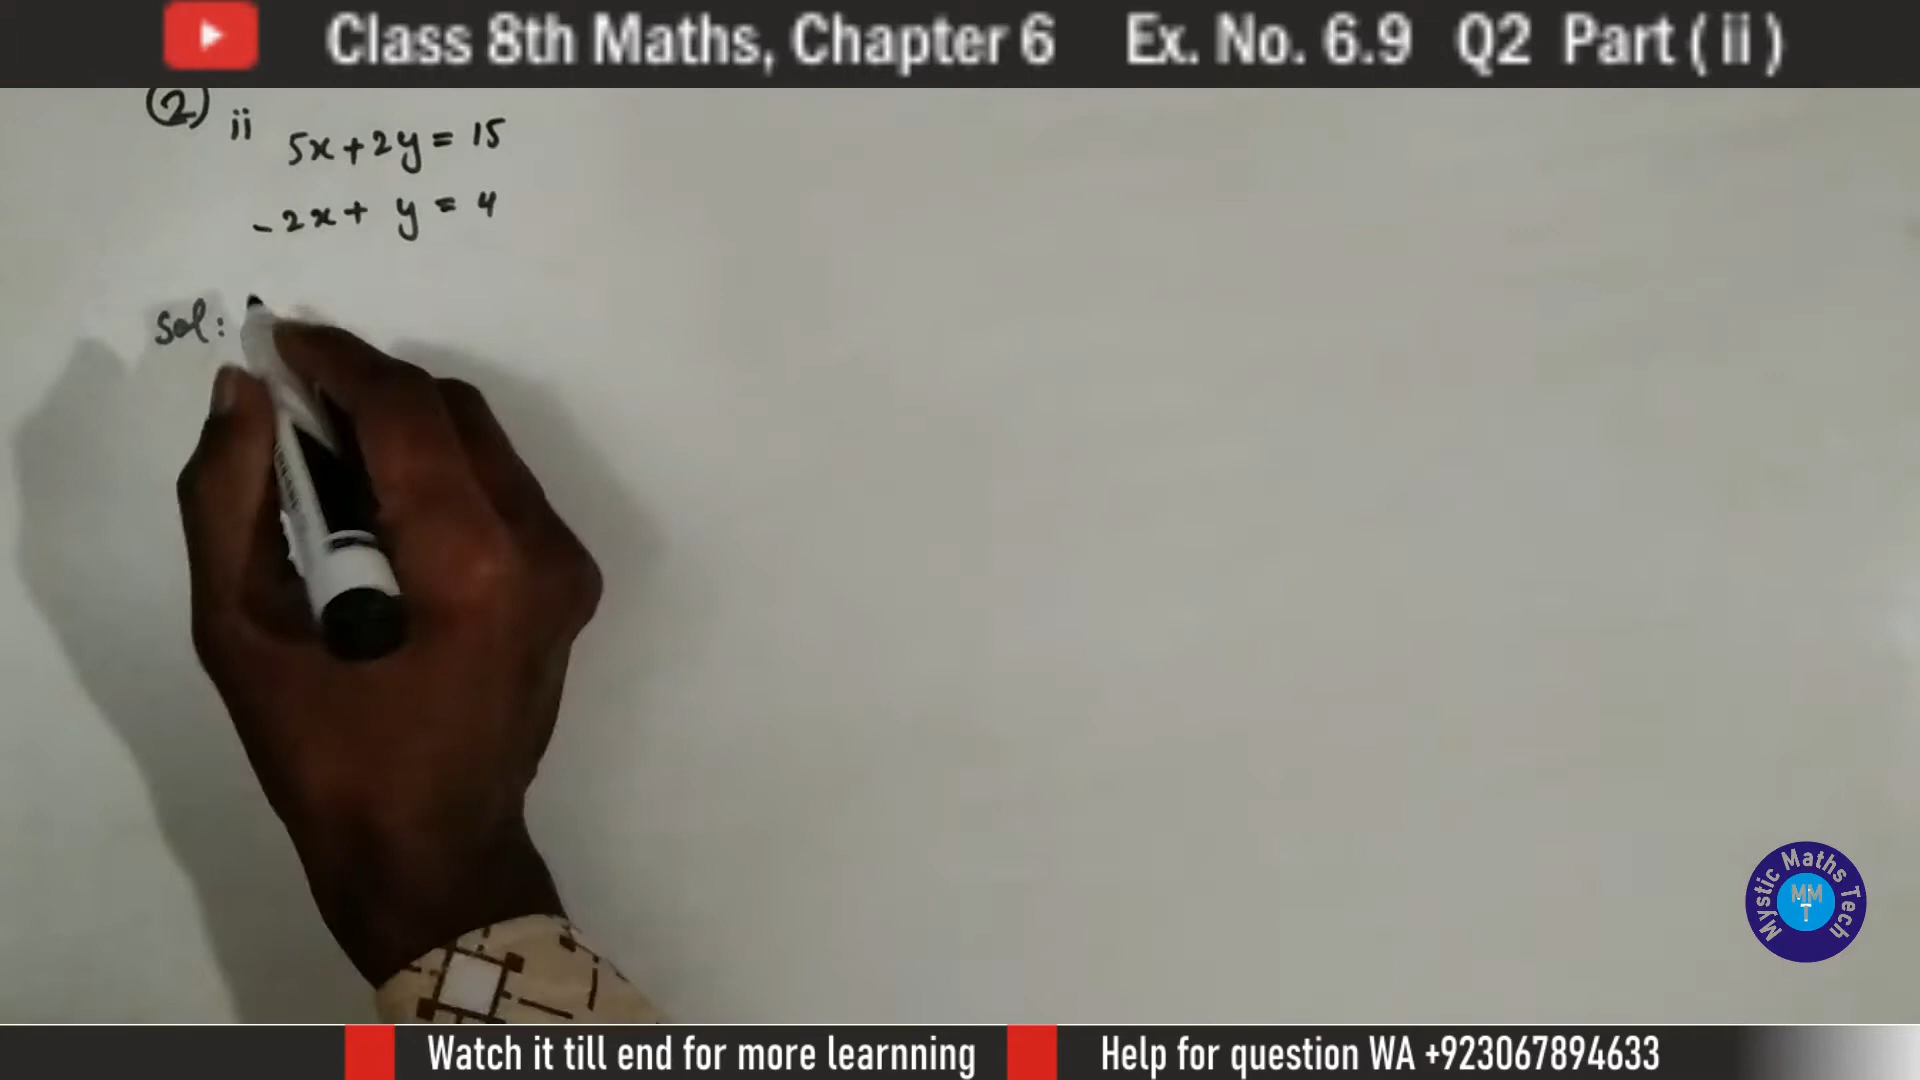 Class 8th Maths, Chapter 6 Ex. No. 6.9 Q2 Part ( ii )
② ii 5x+2y = 15
-2x+ y = 4
Sol:
Mystic Maths Tech
MMT
Watch it till end for more learnning
Help for question WA +923067894633